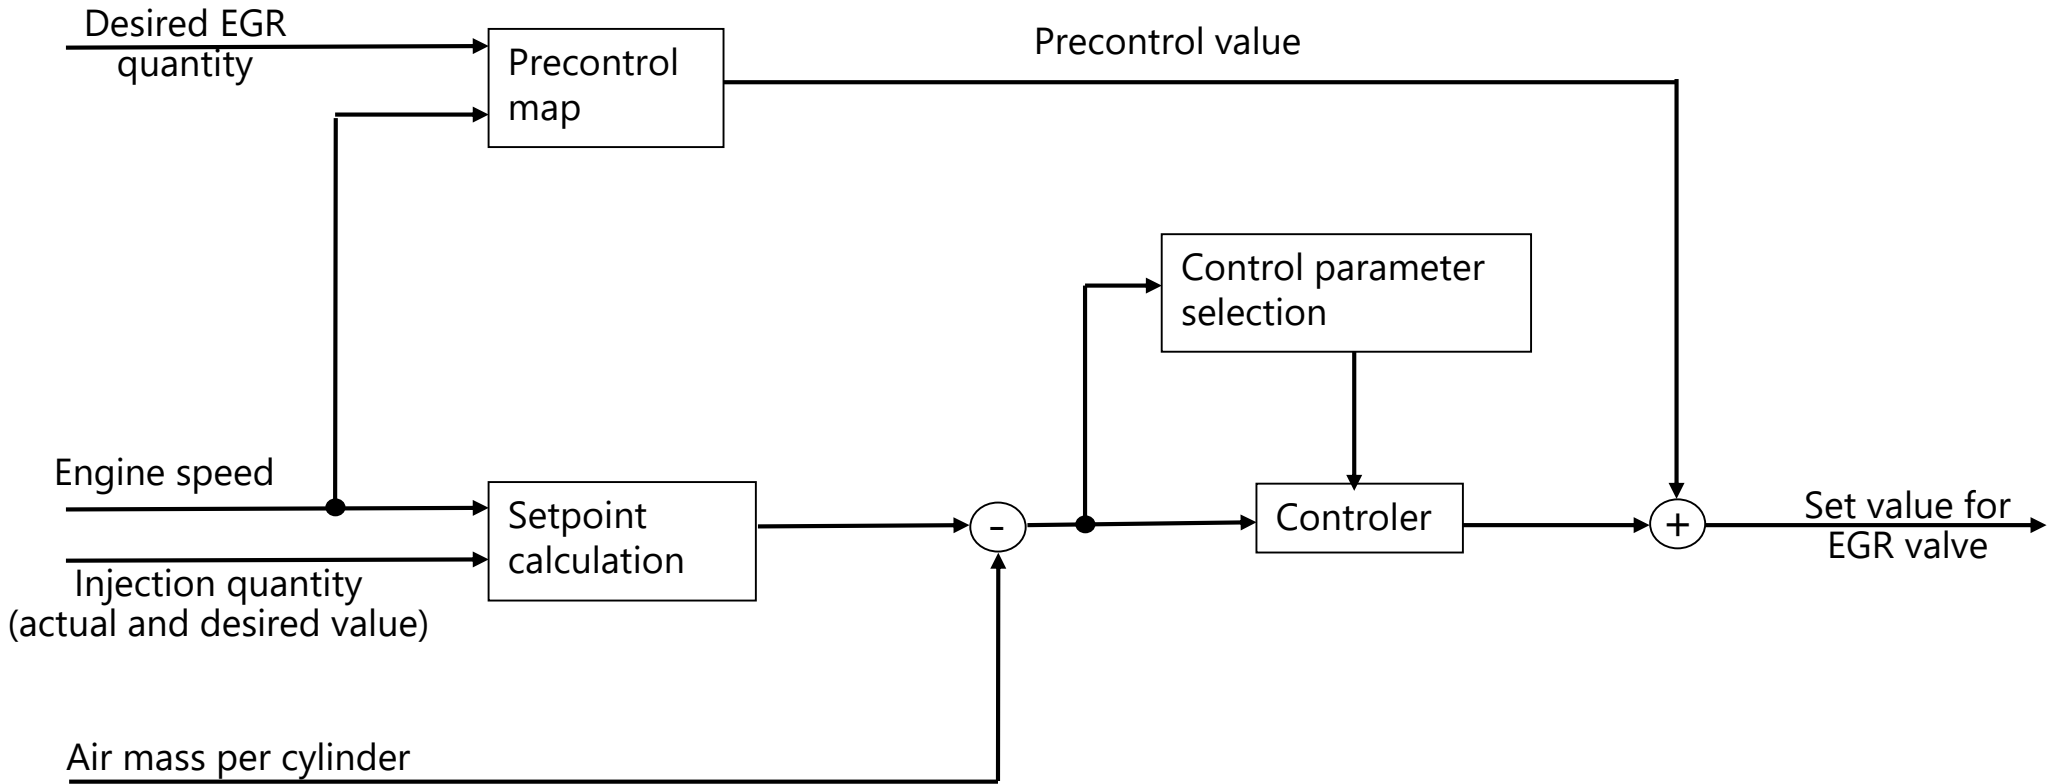 Desired EGR
quantity
Precontrol
map
Precontrol value
Control parameter
selection
Engine speed
Setpoint
calculation
-
Controler
+
Set value for
EGR valve
Injection quantity
(actual and desired value)
Air mass per cylinder